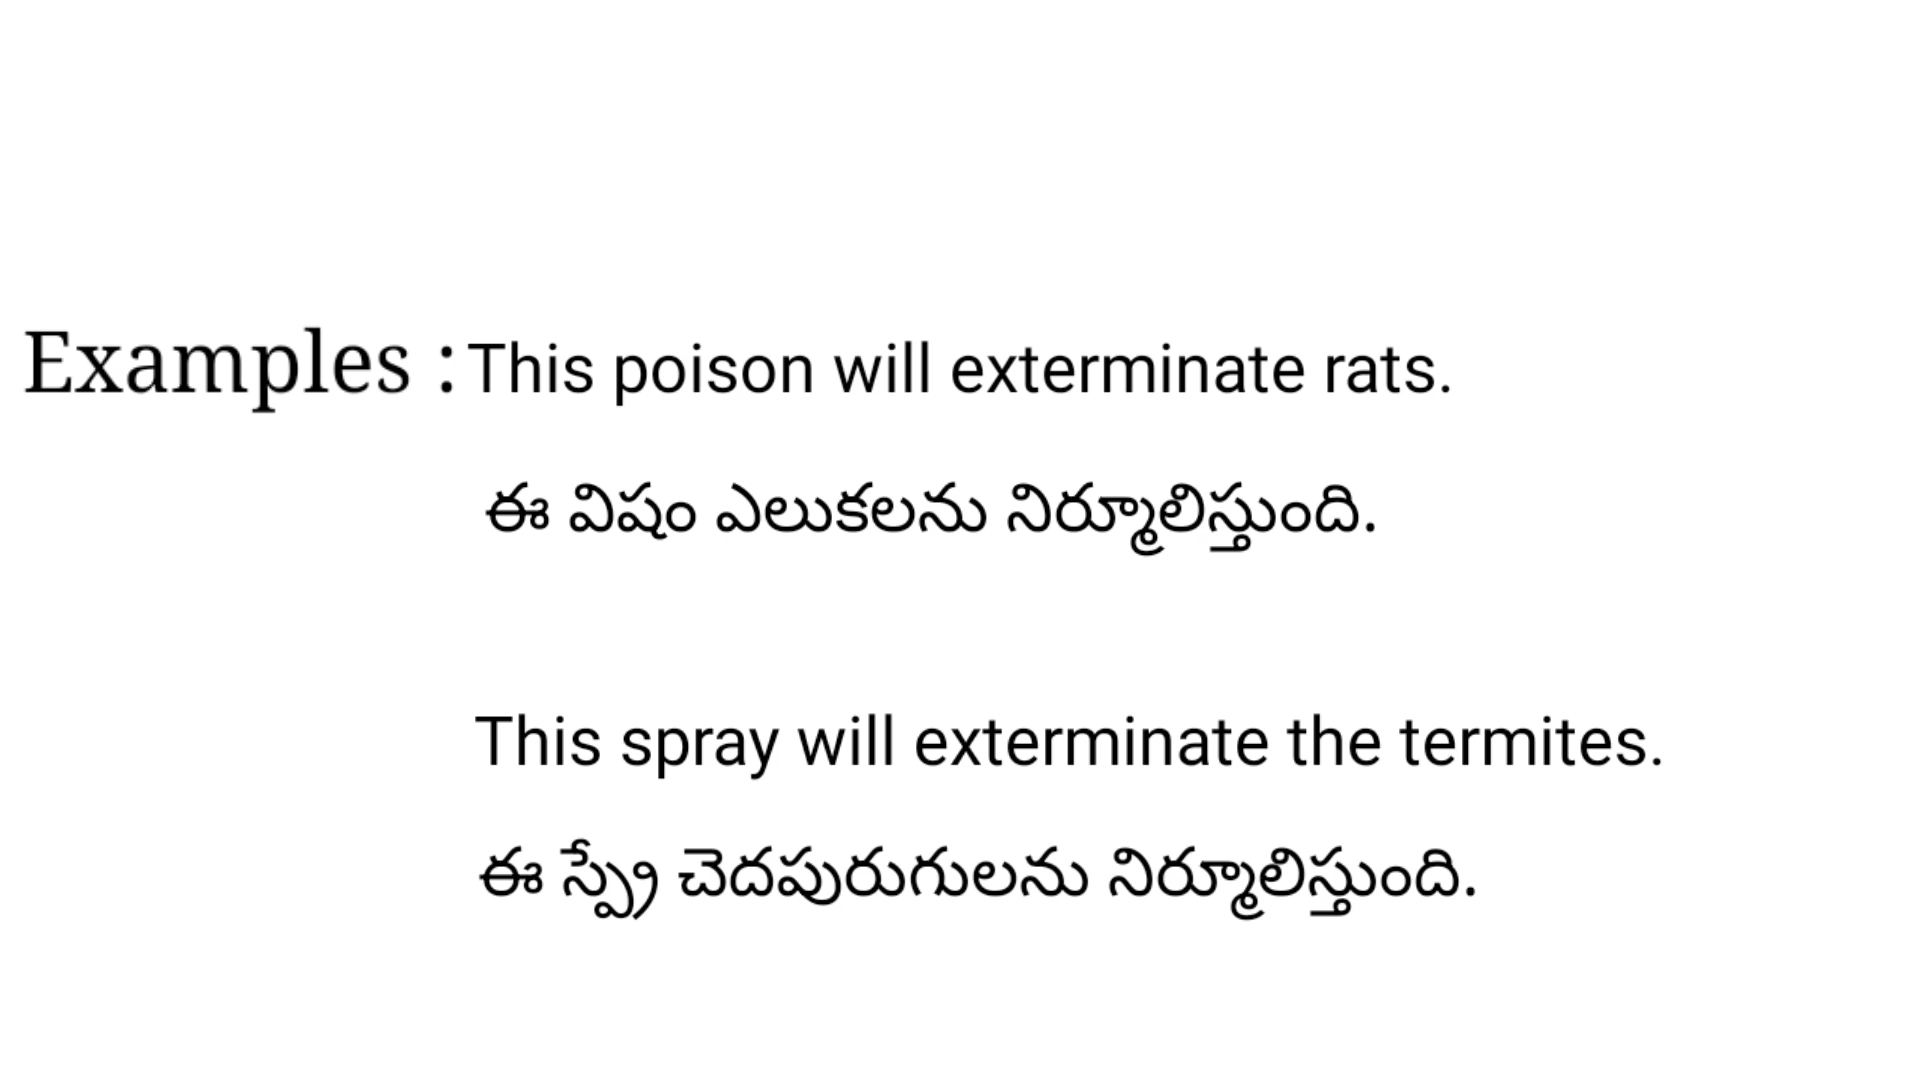 Examples : This poison will exterminate rats.
ఈ విషం ఎలుకలను నిర్మూలిస్తుంది.
This spray will exterminate the termites.
ఈ స్ప్రే చెదపురుగులను నిర్మూలిస్తుంది.